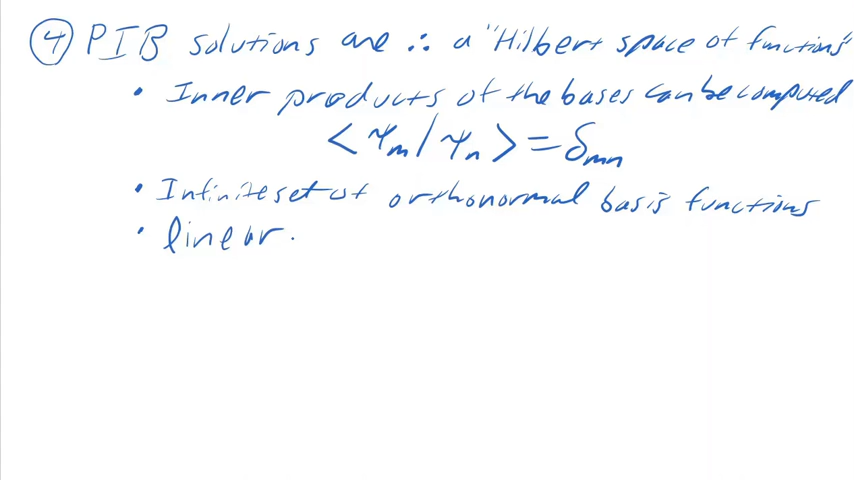 ④ PIB solutions are ∴ a "Hilbert space of functions"
• Inner products of the bases can be computed
<ψm|ψn> = δmn
• Infinite set of orthonormal basis functions
• linear.